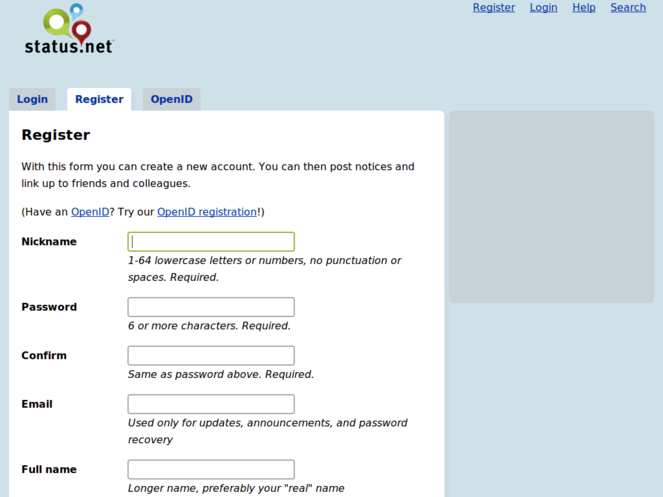 Register Login Help Search
status.net™
Login Register OpenID
Register
With this form you can create a new account. You can then post notices and
link up to friends and colleagues.
(Have an OpenID? Try our OpenID registration!)
Nickname
1-64 lowercase letters or numbers, no punctuation or
spaces. Required.
Password
6 or more characters. Required.
Confirm
Same as password above. Required.
Email
Used only for updates, announcements, and password
recovery
Full name
Longer name, preferably your "real" name